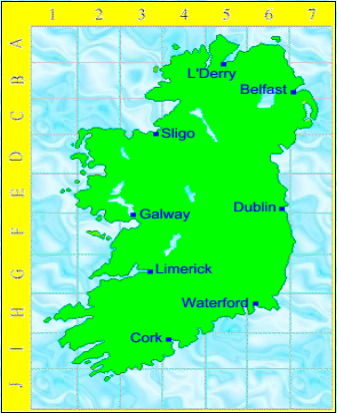 1 2 3 4 5 6 7
A
L'Derry
B
Belfast
C
Sligo
D
E
Dublin
F
Galway
G
Limerick
H
Waterford
I
Cork
J